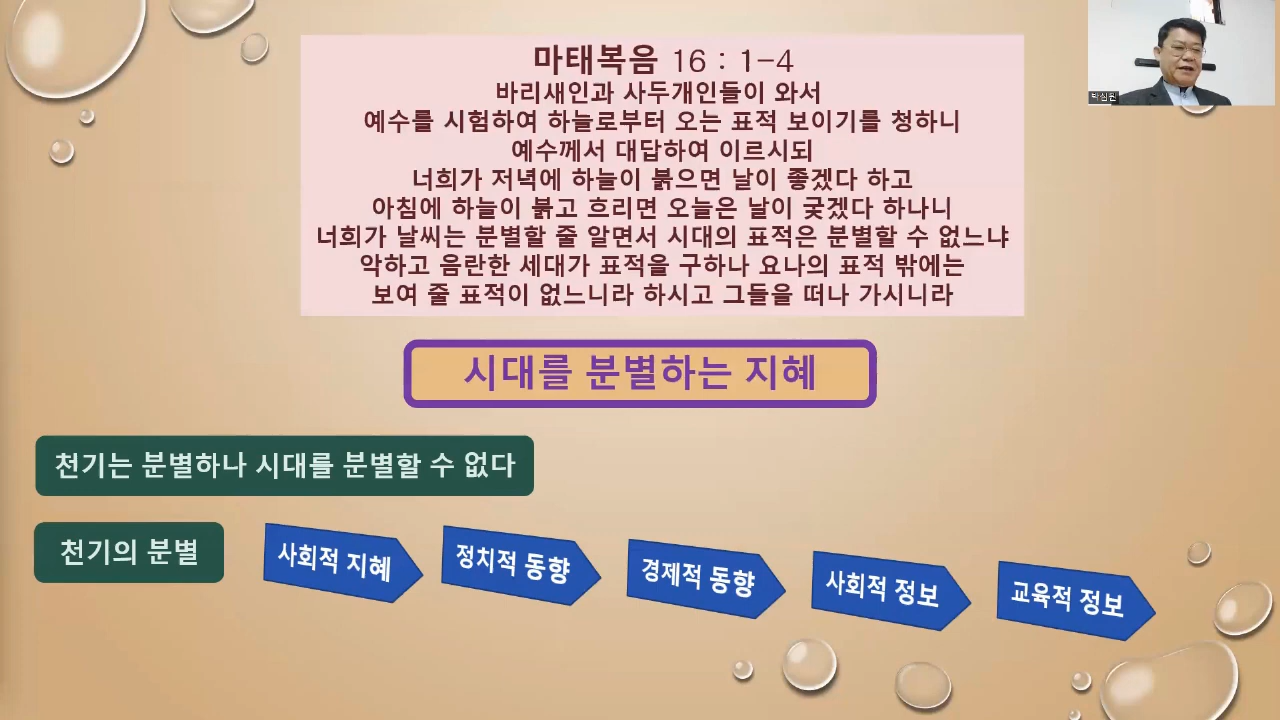 마태복음 16 : 1-4
바리새인과 사두개인들이 와서
예수를 시험하여 하늘로부터 오는 표적 보이기를 청하니
예수께서 대답하여 이르시되
너희가 저녁에 하늘이 붉으면 날이 좋겠다 하고
아침에 하늘이 붉고 흐리면 오늘은 날이 궂겠다 하나니
너희가 날씨는 분별할 줄 알면서 시대의 표적은 분별할 수 없느냐
악하고 음란한 세대가 표적을 구하나 요나의 표적 밖에는
보여 줄 표적이 없느니라 하시고 그들을 떠나 가시니라
박심원
시대를 분별하는 지혜
천기는 분별하나 시대를 분별할 수 없다
천기의 분별
사회적 지혜
정치적 동향
경제적 동향
사회적 정보
교육적 정보